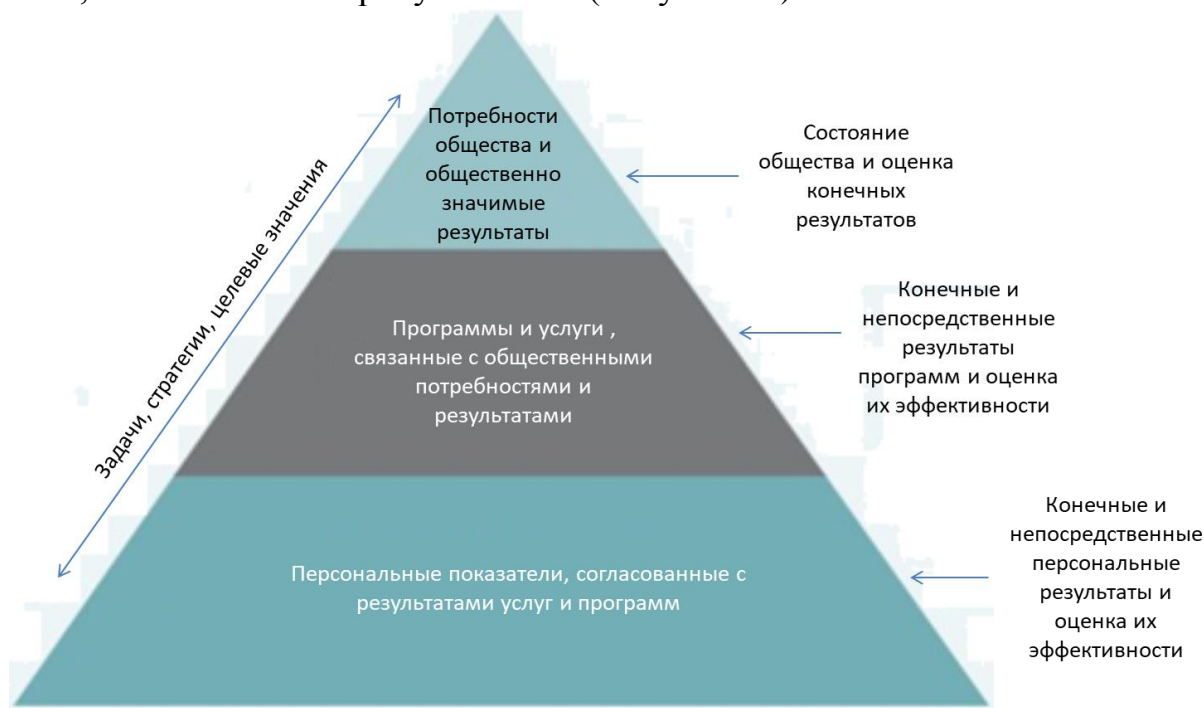 Потребности
общества и
общественно
значимые
результаты
Состояние
общества и оценка
конечных
результатов
Задачи, стратегии, целевые значения
Программы и услуги ,
связанные с общественными
потребностями и
результатами
Конечные и
непосредственные
результаты
программ и оценка
их эффективности
Персональные показатели, согласованные с
результатами услуг и программ
Конечные и
непосредственные
персональные
результаты и
оценка их
эффективности